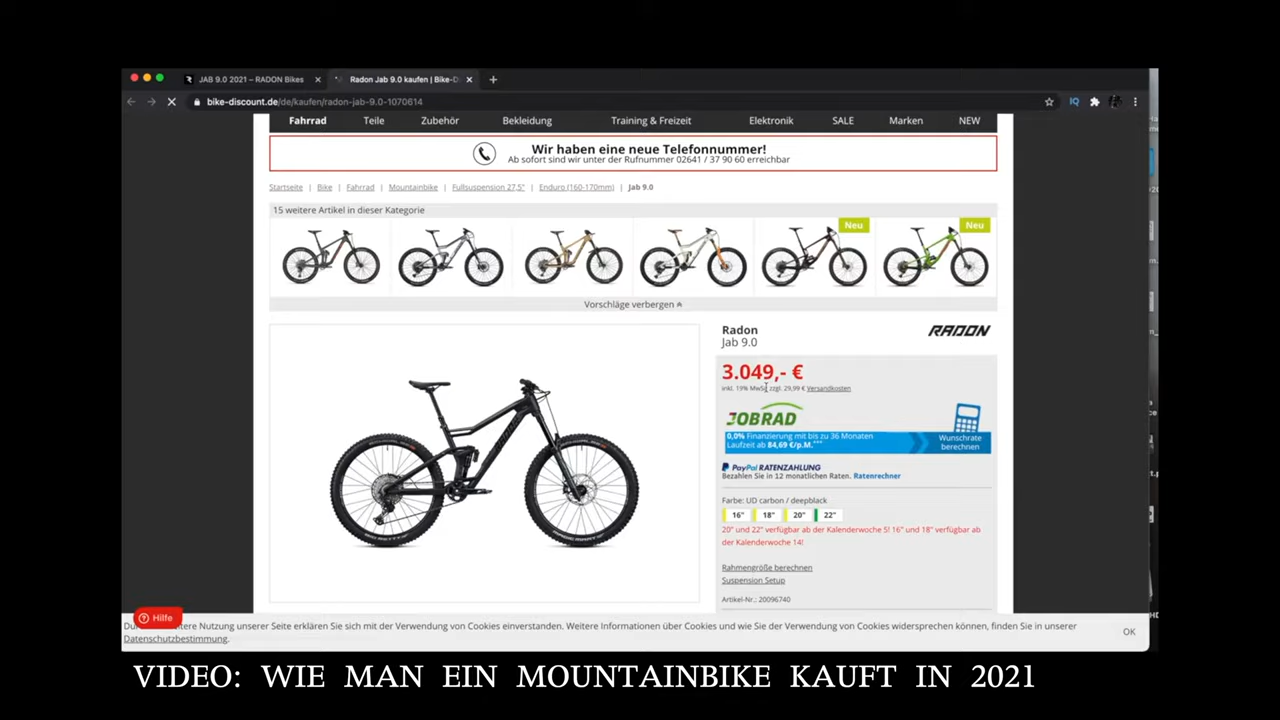 JAB 9.0 2021 – RADON Bikes
Radon Jab 9.0 kaufen | Bike-D
bike-discount.de/de/kaufen/radon-jab-9.0-1070614
Fahrrad Teile Zubehör Bekleidung Training & Freizeit Elektronik SALE Marken NEW
Wir haben eine neue Telefonnummer!
Ab sofort sind wir unter der Rufnummer 02641 / 37 90 60 erreichbar
Startseite | Bike | Fahrrad | Mountainbike | Fullsuspension 27,5" | Enduro (160-170mm) | Jab 9.0
15 weitere Artikel in dieser Kategorie
Neu Neu
Vorschläge verbergen
Radon
RADON
Jab 9.0
3.049,- €
inkl. 19% MwSt. zzgl. 29,99 € Versandkosten
JOBRAD
0,0% Finanzierung mit bis zu 36 Monaten
Laufzeit ab 84,69 €/p.M.***
Wunschrate
berechnen
PayPal RATENZAHLUNG
Bezahlen Sie in 12 monatlichen Raten. Ratenrechner
Farbe: UD carbon / deepblack
16" 18" 20" 22"
20" und 22" verfügbar ab der Kalenderwoche 5! 16" und 18" verfügbar ab
der Kalenderwoche 14!
Rahmengröße berechnen
Suspension Setup
Artikel-Nr.: 20096740
Hilfe
tere Nutzung unserer Seite erklären Sie sich mit der Verwendung von Cookies einverstanden. Weitere Informationen über Cookies und wie Sie der Verwendung von Cookies widersprechen können, finden Sie in unserer
Datenschutzbestimmung.
OK
VIDEO: WIE MAN EIN MOUNTAINBIKE KAUFT IN 2021